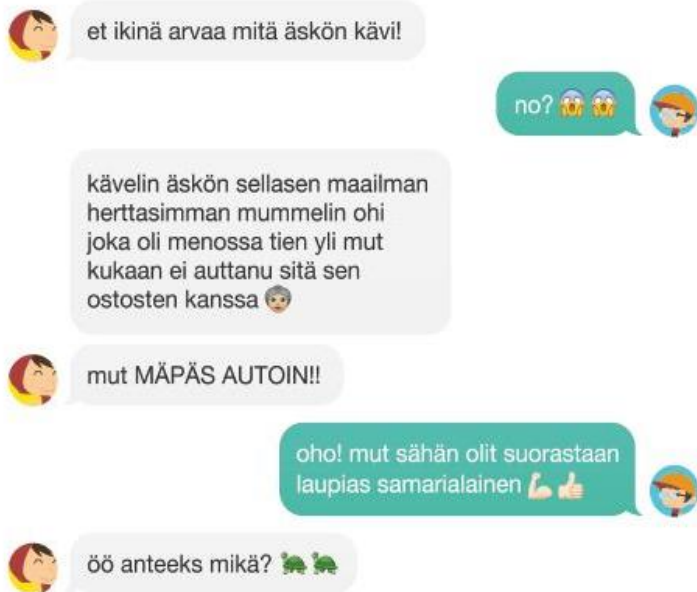 et ikinä arvaa mitä äskön kävi!
no? 😱 😱
kävelin äskön sellasen maailman
herttasimman mummelin ohi
joka oli menossa tien yli mut
kukaan ei auttanu sitä sen
ostosten kanssa 👵
mut MÄPÄS AUTOIN!!
oho! mut sähän olit suorastaan
laupias samarialainen 💪👍
öö anteeks mikä? 🐢🐢